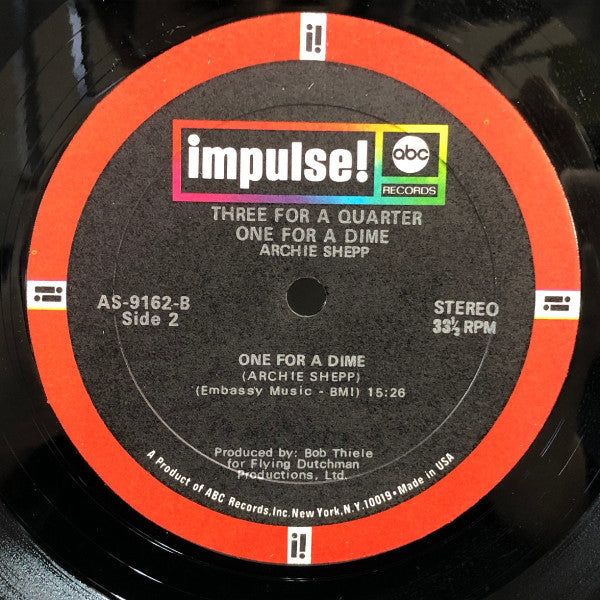 i!
impulse!
abc
RECORDS
THREE FOR A QUARTER
ONE FOR A DIME
ARCHIE SHEPP
AS-9162-B
Side 2
STEREO
33⅓ RPM
i!
i!
ONE FOR A DIME
(ARCHIE SHEPP)
(Embassy Music - BMI) 15:26
Produced by: Bob Thiele
for Flying Dutchman
Productions, Ltd.
A Product of ABC Records, Inc. New York, N.Y. 10019 • Made in USA
i!